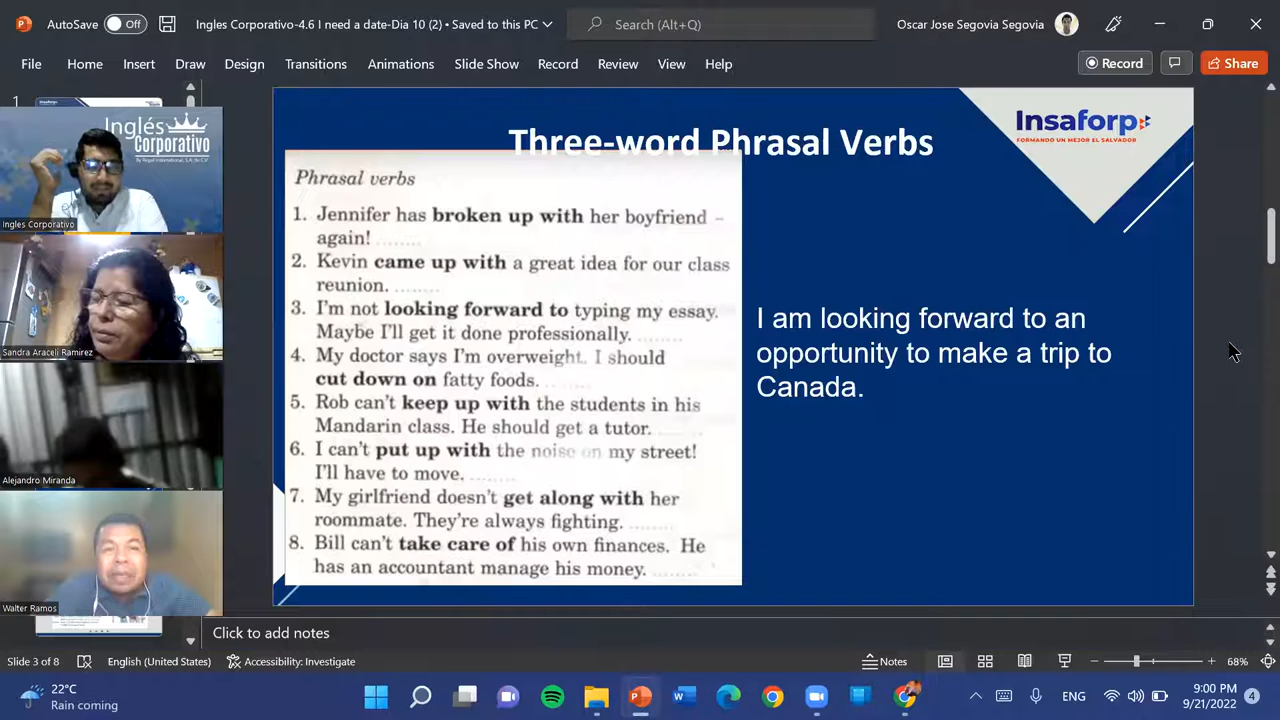 AutoSave Off Ingles Corporativo-4.6 I need a date-Dia 10 (2) • Saved to this PC Search (Alt+Q) Oscar Jose Segovia Segovia
File Home Insert Draw Design Transitions Animations Slide Show Record Review View Help Record Share
1
Inglés
Corporativo
Ingles Corporativo
Sandra Araceli Ramirez
Alejandro Miranda
Walter Ramos
Three-word Phrasal Verbs
Insaforp
FORMANDO UN MEJOR EL SALVADOR
Phrasal verbs
1. Jennifer has broken up with her boyfriend –
again! ........
2. Kevin came up with a great idea for our class
reunion. ........
3. I'm not looking forward to typing my essay.
Maybe I'll get it done professionally. ........
4. My doctor says I'm overweight. I should
cut down on fatty foods. ........
5. Rob can't keep up with the students in his
Mandarin class. He should get a tutor. ........
6. I can't put up with the noise on my street!
I'll have to move. ........
7. My girlfriend doesn't get along with her
roommate. They're always fighting. ........
8. Bill can't take care of his own finances. He
has an accountant manage his money. ........
I am looking forward to an
opportunity to make a trip to
Canada.
Click to add notes
Slide 3 of 8 English (United States) Accessibility: Investigate Notes 68%
22°C
Rain coming
ENG
9:00 PM
9/21/2022
4